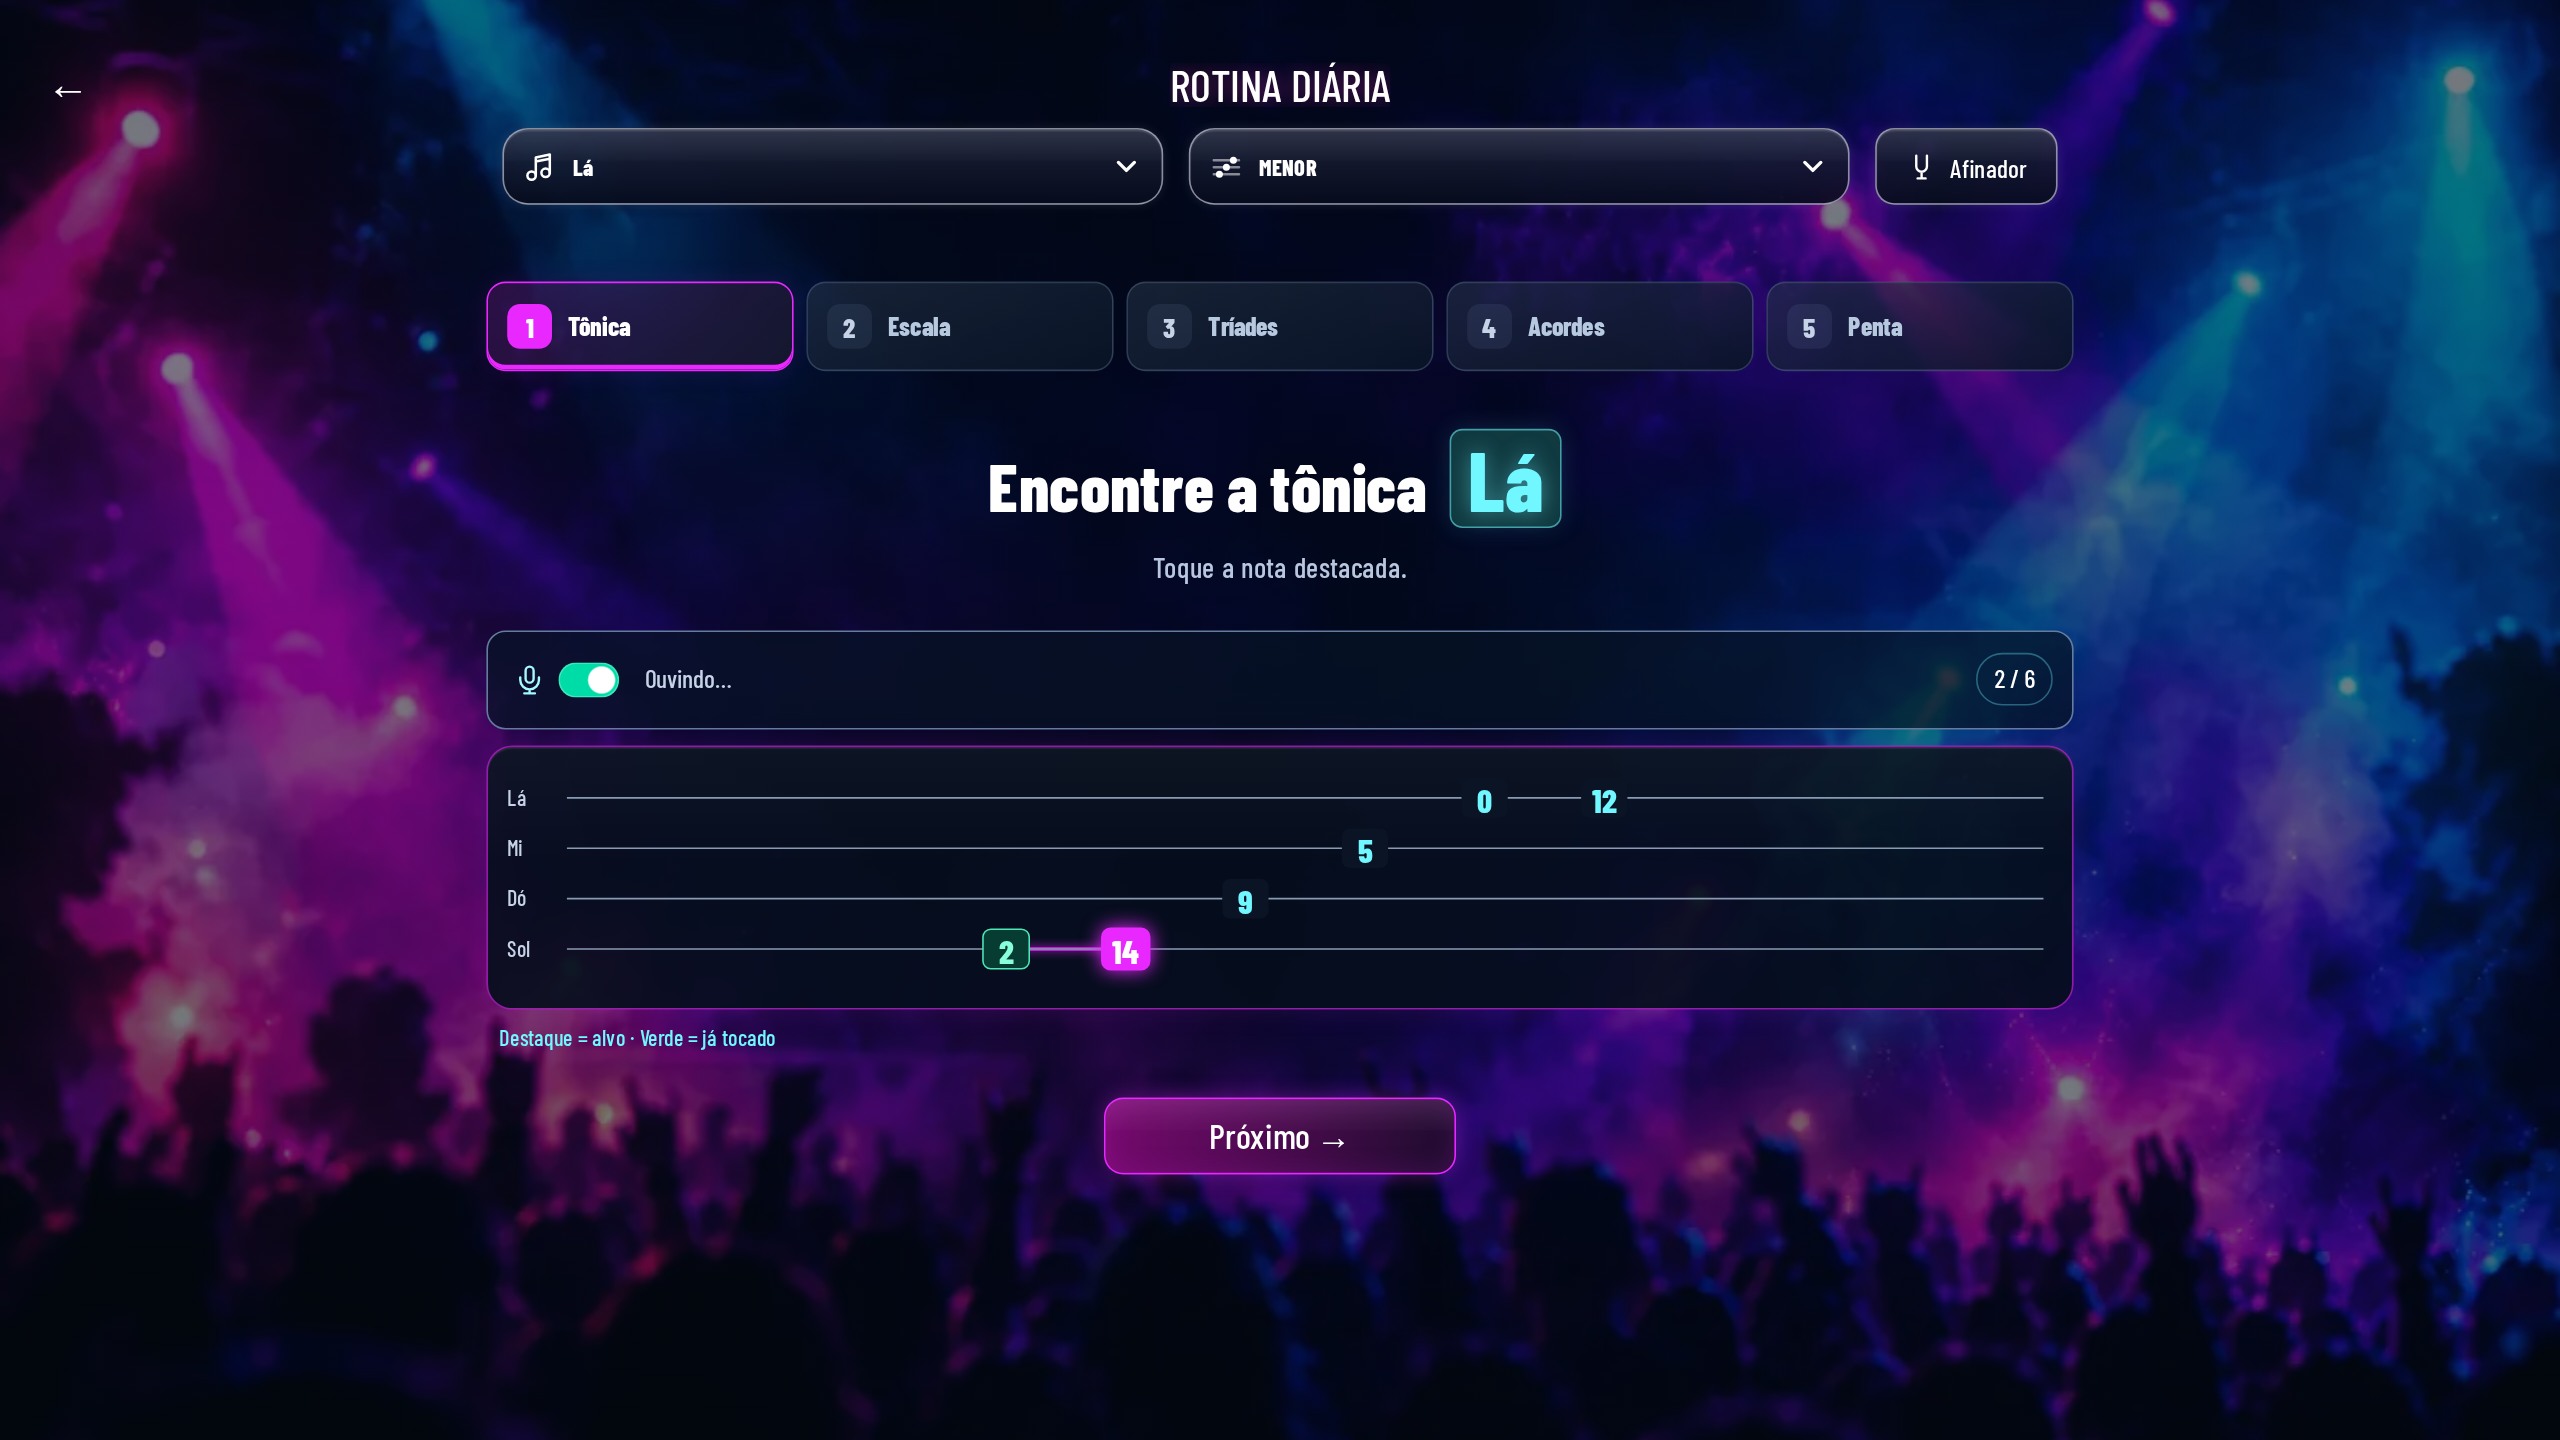 ←
ROTINA DIÁRIA
Lá
MENOR
Afinador
1 Tônica
2 Escala
3 Tríades
4 Acordes
5 Penta
Encontre a tônica Lá
Toque a nota destacada.
Ouvindo... 2 / 6
Lá 0 12
Mi 5
Dó 9
Sol 2 14
Destaque = alvo · Verde = já tocado
Próximo →